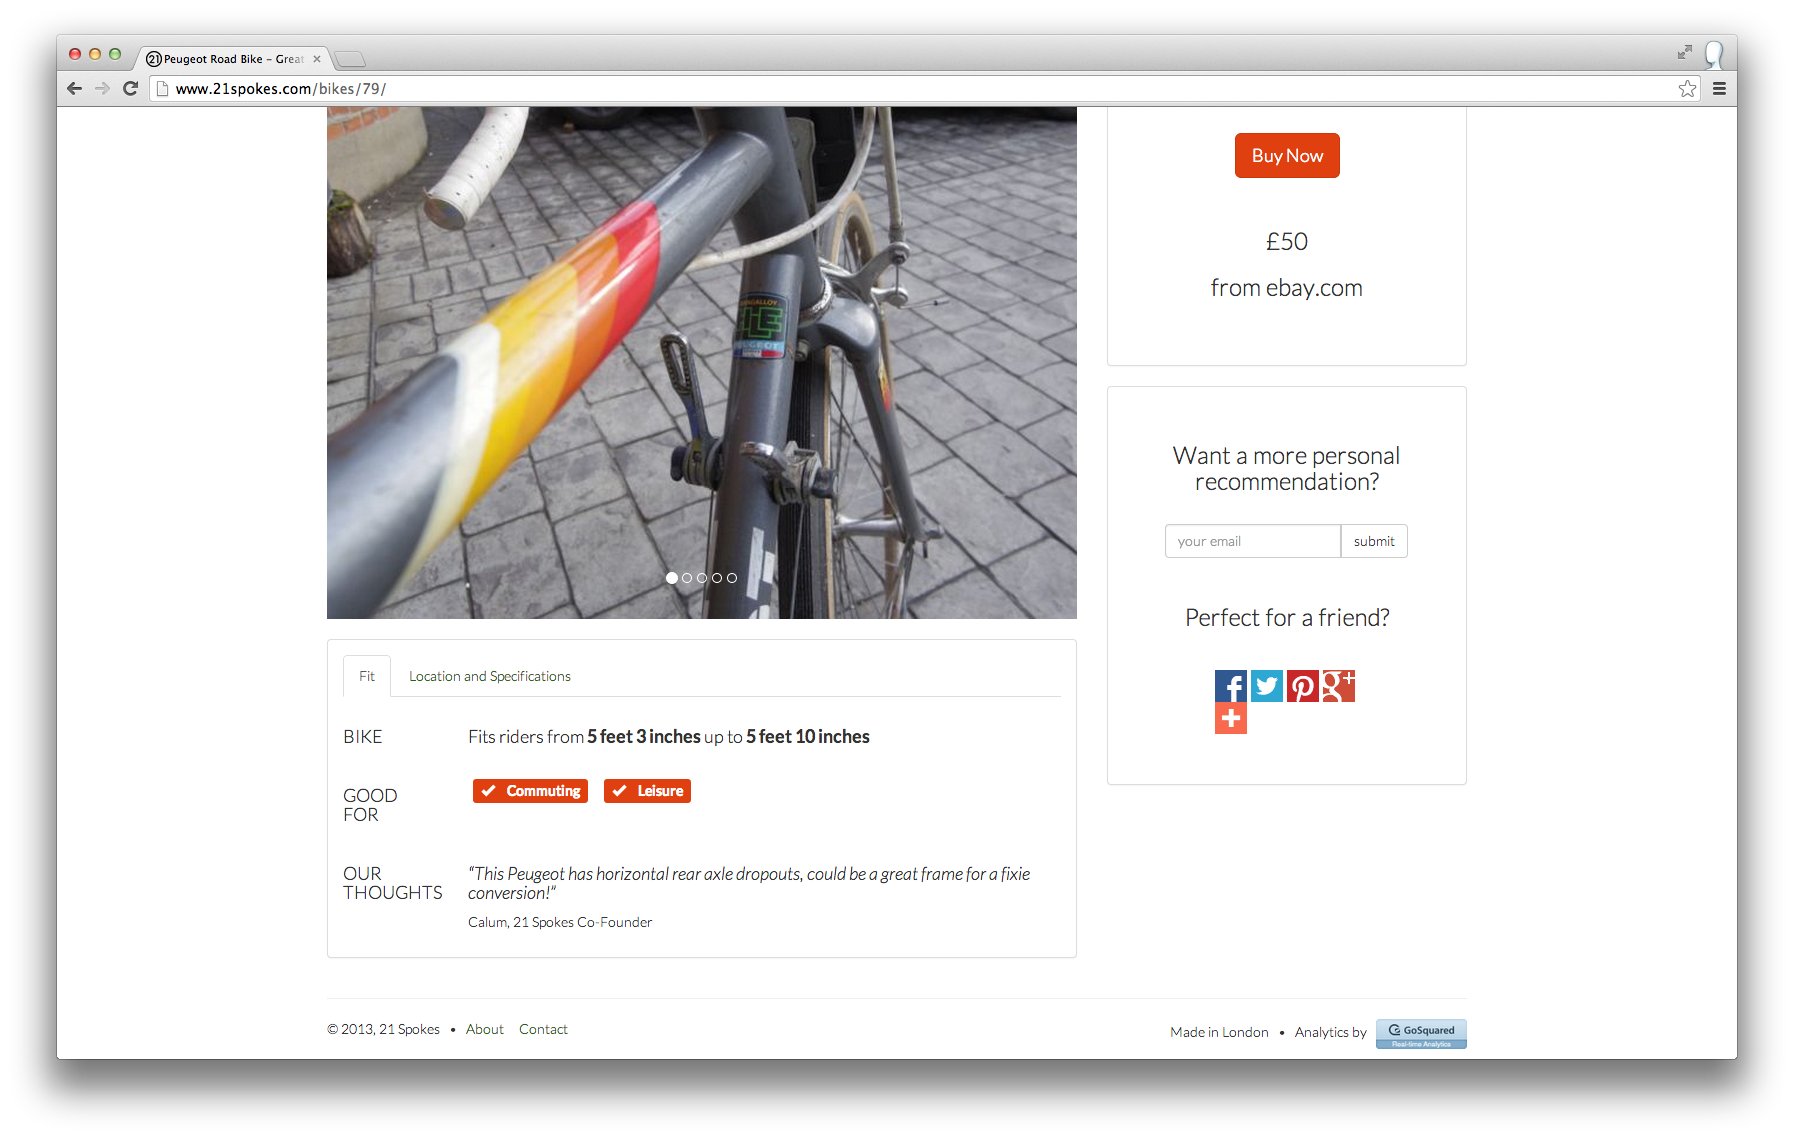 21 Peugeot Road Bike – Great
www.21spokes.com/bikes/79/
PEUGEOT
Buy Now
£50
from ebay.com
Want a more personal
recommendation?
your email
submit
Perfect for a friend?
f
g+
Fit
Location and Specifications
BIKE
Fits riders from 5 feet 3 inches up to 5 feet 10 inches
GOOD
FOR
Commuting
Leisure
OUR
THOUGHTS
“This Peugeot has horizontal rear axle dropouts, could be a great frame for a fixie
conversion!”
Calum, 21 Spokes Co-Founder
© 2013, 21 Spokes • About Contact
Made in London • Analytics by
GoSquared
Real-time Analytics